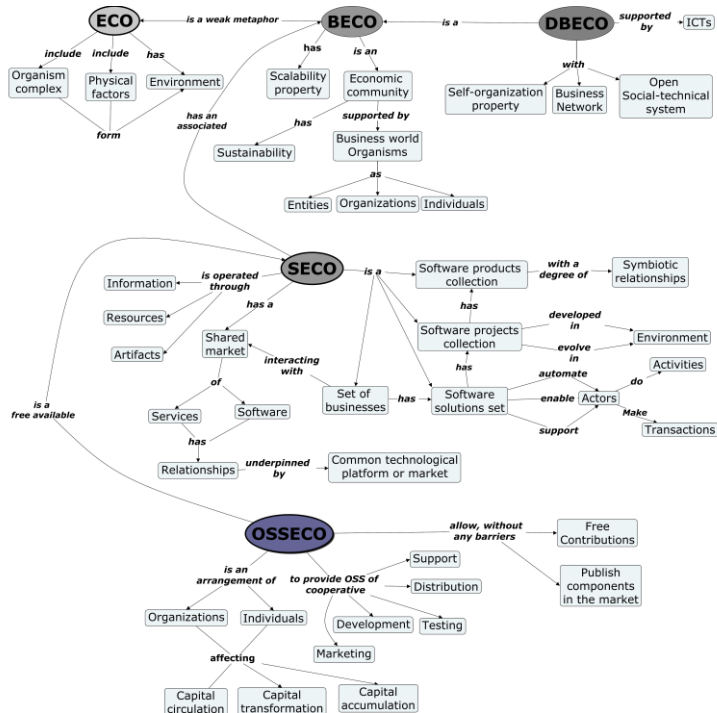 ECO
is a weak metaphor
BECO
is a
DBECO
supported
by
ICTs
include
include
has
has
is an
with
Organism
complex
Physical
factors
Environment
form
Scalability
property
Economic
community
Self-organization
property
Business
Network
Open
Social-technical
system
has an
associated
has
supported by
Sustainability
Business world
Organisms
as
Entities
Organizations
Individuals
SECO
is a
Information
is operated
through
Resources
Artifacts
has a
Shared
market
Software products
collection
with a
degree of
Symbiotic
relationships
has
Software projects
collection
developed
in
evolve
in
Environment
interacting
with
of
Services
Software
has
Relationships
underpinned
by
Common technological
platform or market
Set of
businesses
has
has
Software
solutions set
automate
enable
support
Actors
do
Activities
Make
Transactions
is a
free available
OSSECO
allow, without
any barriers
Free
Contributions
Publish
components
in the market
is an
arrangement of
to provide OSS of
cooperative
Support
Distribution
Organizations
Individuals
Development
Testing
Marketing
affecting
Capital
circulation
Capital
transformation
Capital
accumulation